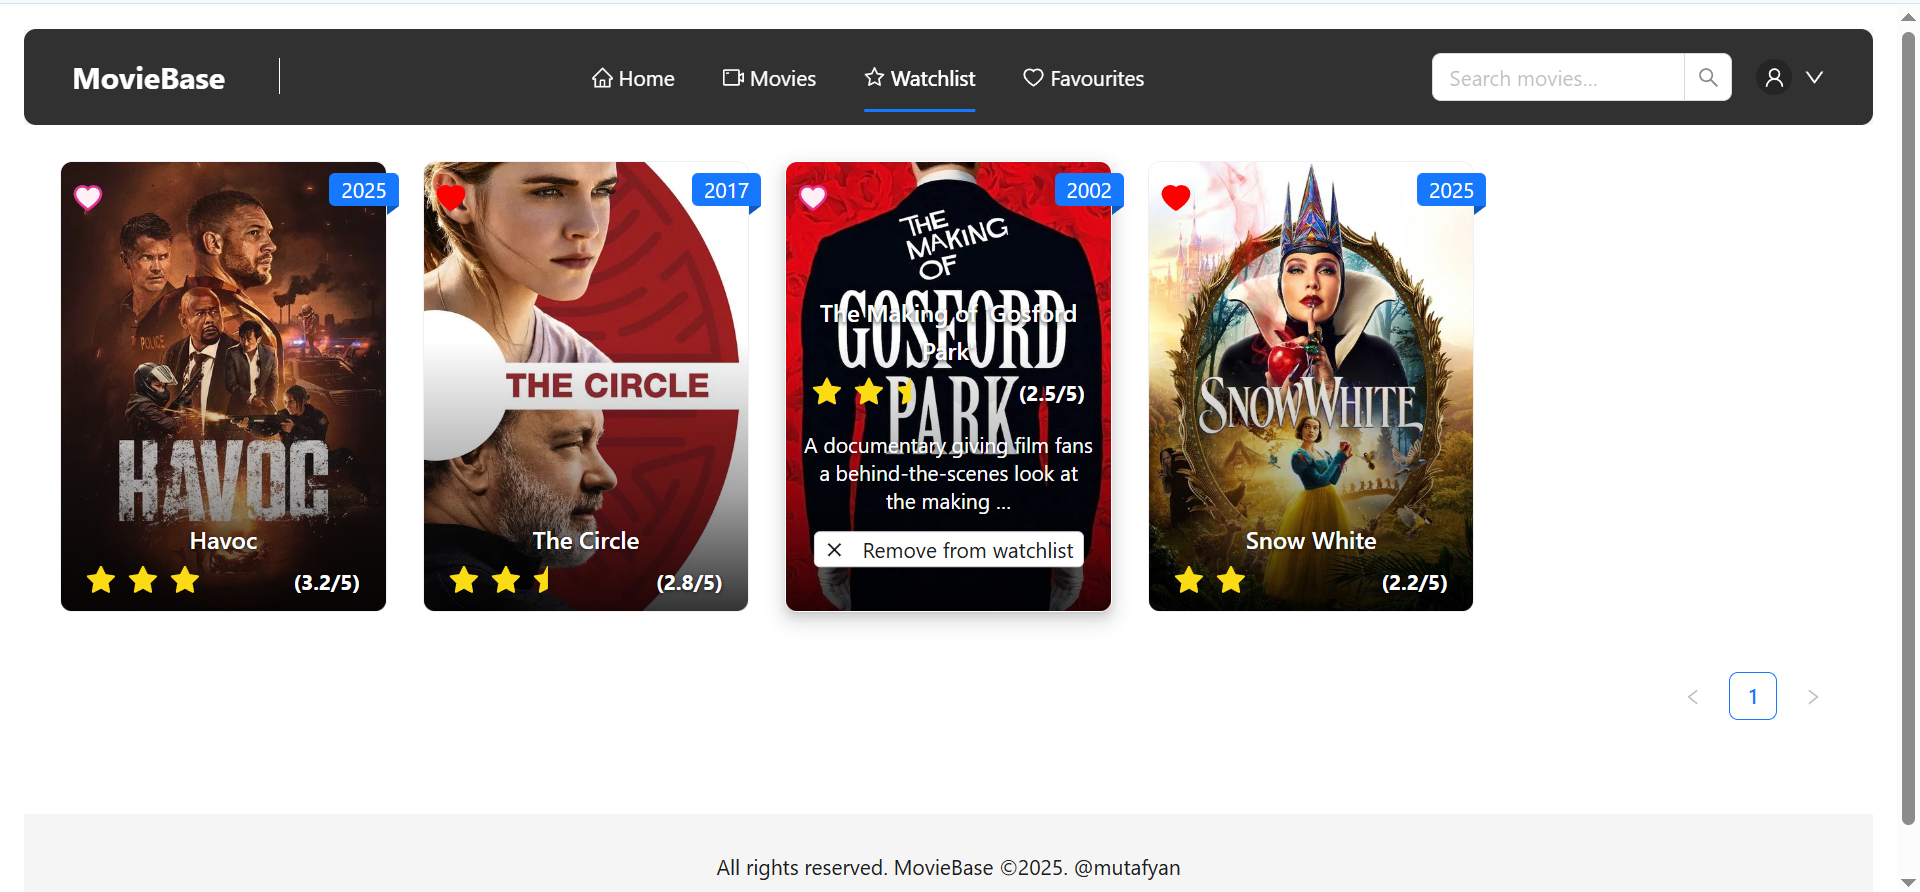 MovieBase
Home
Movies
Watchlist
Favourites
Search movies...
2025
POLICE
HAVOC
Havoc
(3.2/5)
2017
THE CIRCLE
The Circle
(2.8/5)
2002
THE
MAKING
OF
GOSFORD
PARK
The Making of 'Gosford
Park'
(2.5/5)
A documentary giving film fans
a behind-the-scenes look at
the making ...
Remove from watchlist
2025
SNOW WHITE
Snow White
(2.2/5)
1
All rights reserved. MovieBase ©2025. @mutafyan